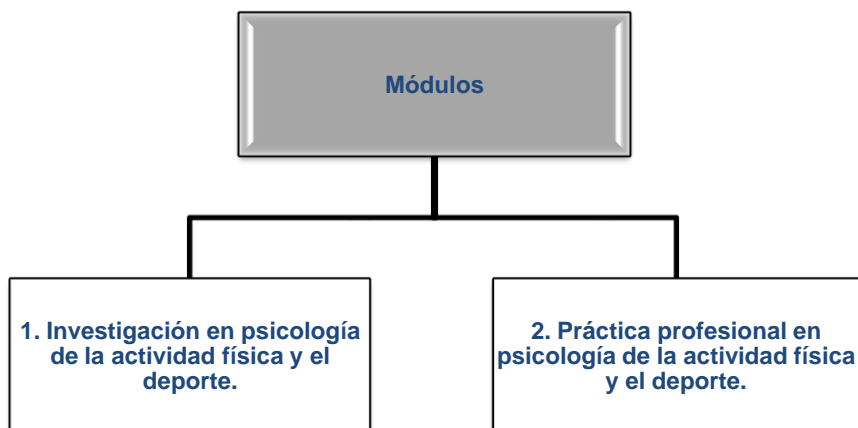 Módulos
1. Investigación en psicología
de la actividad física y el
deporte.
2. Práctica profesional en
psicología de la actividad física
y el deporte.